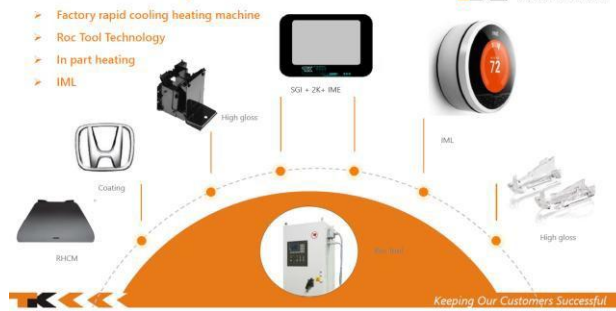 Factory rapid cooling heating machine
Roc Tool Technology
In part heating
IML
SGI + 2K+ IME
72
High gloss
IML
Coating
High gloss
RHCM
TK
Keeping Our Customers Successful